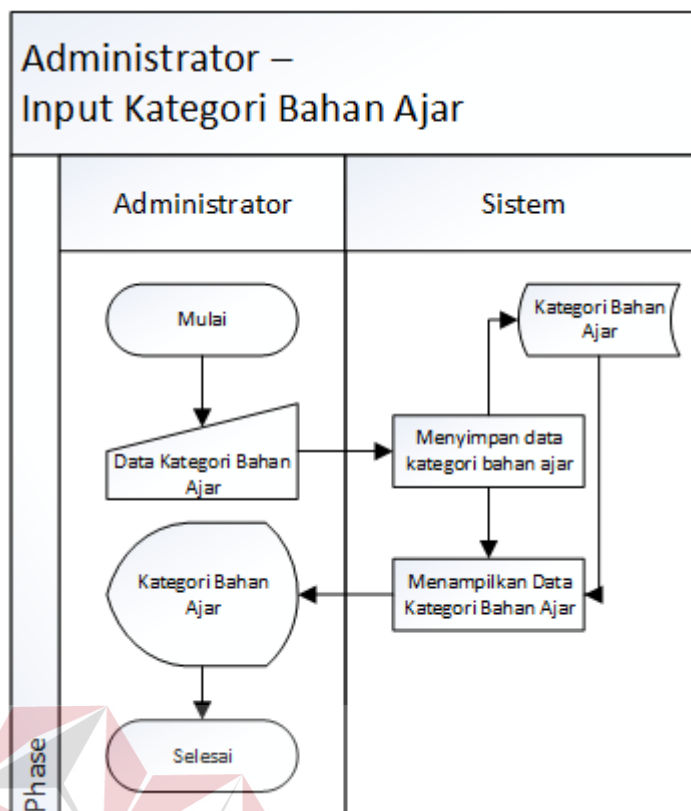 Administrator –
Input Kategori Bahan Ajar
Administrator
Sistem
Mulai
Kategori Bahan
Ajar
Data Kategori Bahan
Ajar
Menyimpan data
kategori bahan ajar
Kategori Bahan
Ajar
Menampilkan Data
Kategori Bahan Ajar
Selesai
Phase